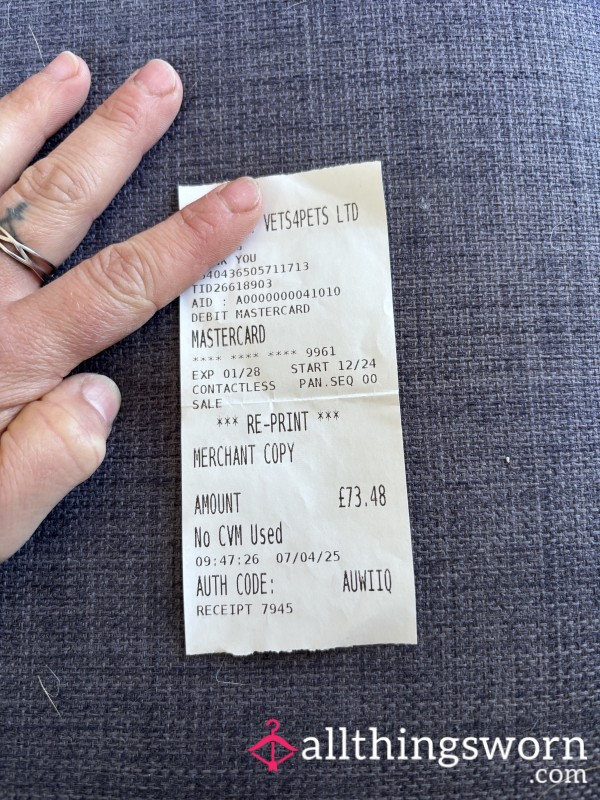 VETS4PETS LTD
YOU
40436505711713
TID26618903
AID : A0000000041010
DEBIT MASTERCARD
MASTERCARD
**** **** **** 9961
EXP 01/28 START 12/24
CONTACTLESS PAN.SEQ 00
SALE
*** RE-PRINT ***
MERCHANT COPY
AMOUNT £73.48
No CVM Used
09:47:26 07/04/25
AUTH CODE: AUWIIQ
RECEIPT 7945
allthingsworn
.com